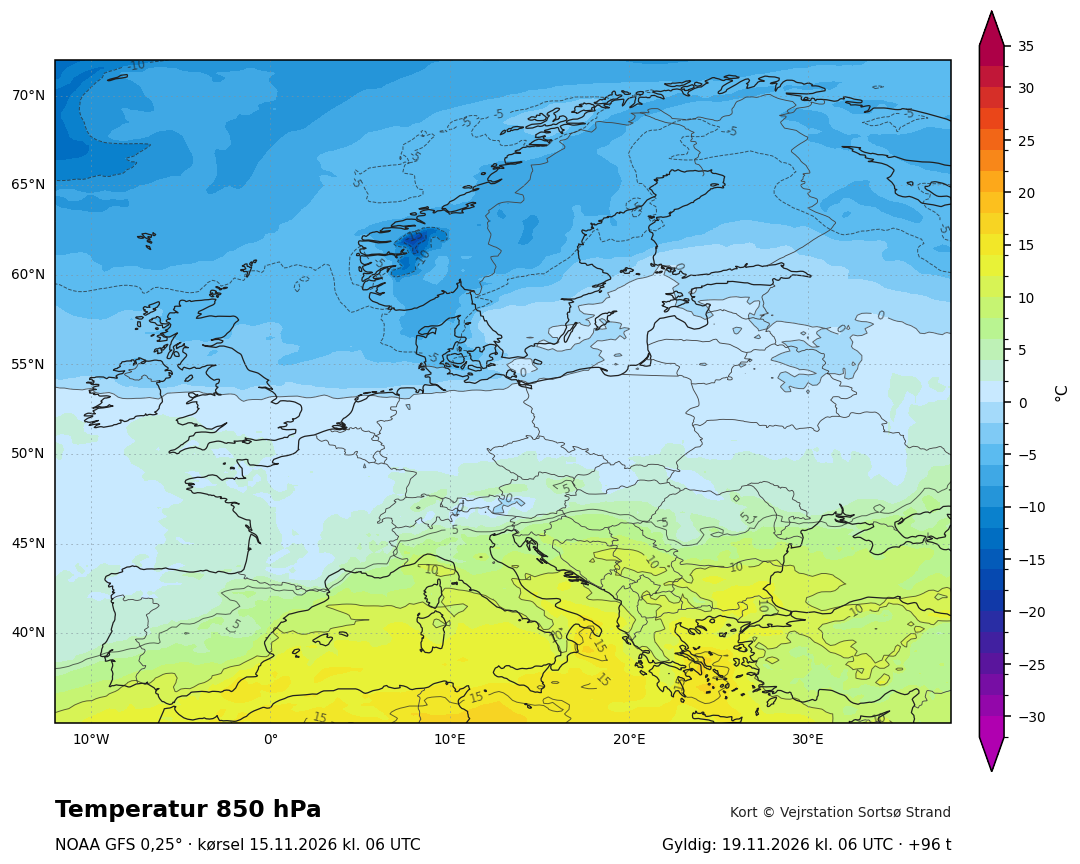 35
30
25
20
15
10
5
0
−5
−10
−15
−20
−25
−30
°C
70°N
65°N
60°N
55°N
50°N
45°N
40°N
10°W
0°
10°E
20°E
30°E
Temperatur 850 hPa
Kort © Vejrstation Sortsø Strand
NOAA GFS 0,25° · kørsel 15.11.2026 kl. 06 UTC
Gyldig: 19.11.2026 kl. 06 UTC · +96 t